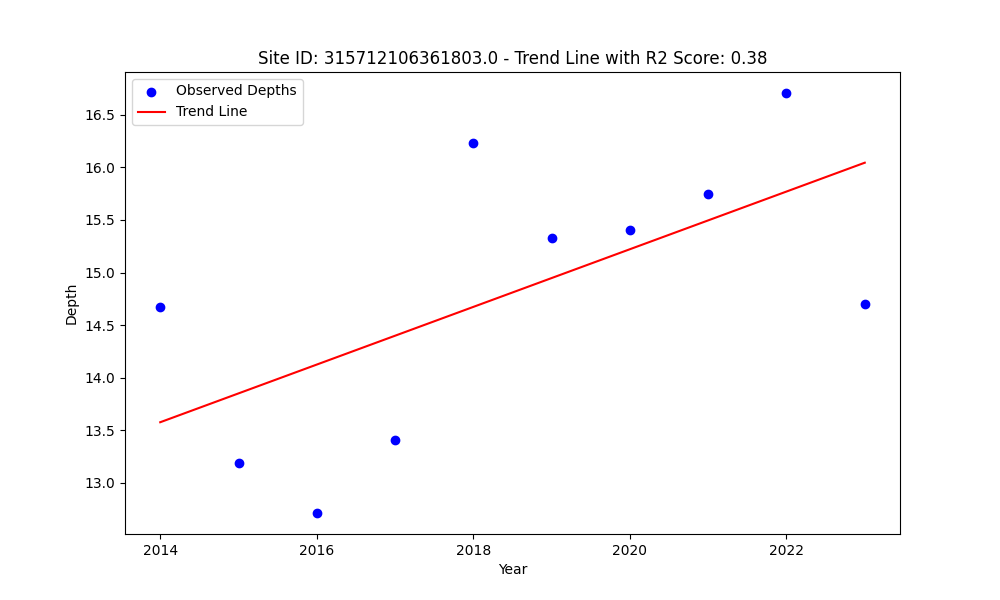 Site ID: 315712106361803.0 - Trend Line with R2 Score: 0.38
Observed Depths
Trend Line
16.5
16.0
15.5
15.0
14.5
14.0
13.5
13.0
Depth
2014
2016
2018
2020
2022
Year